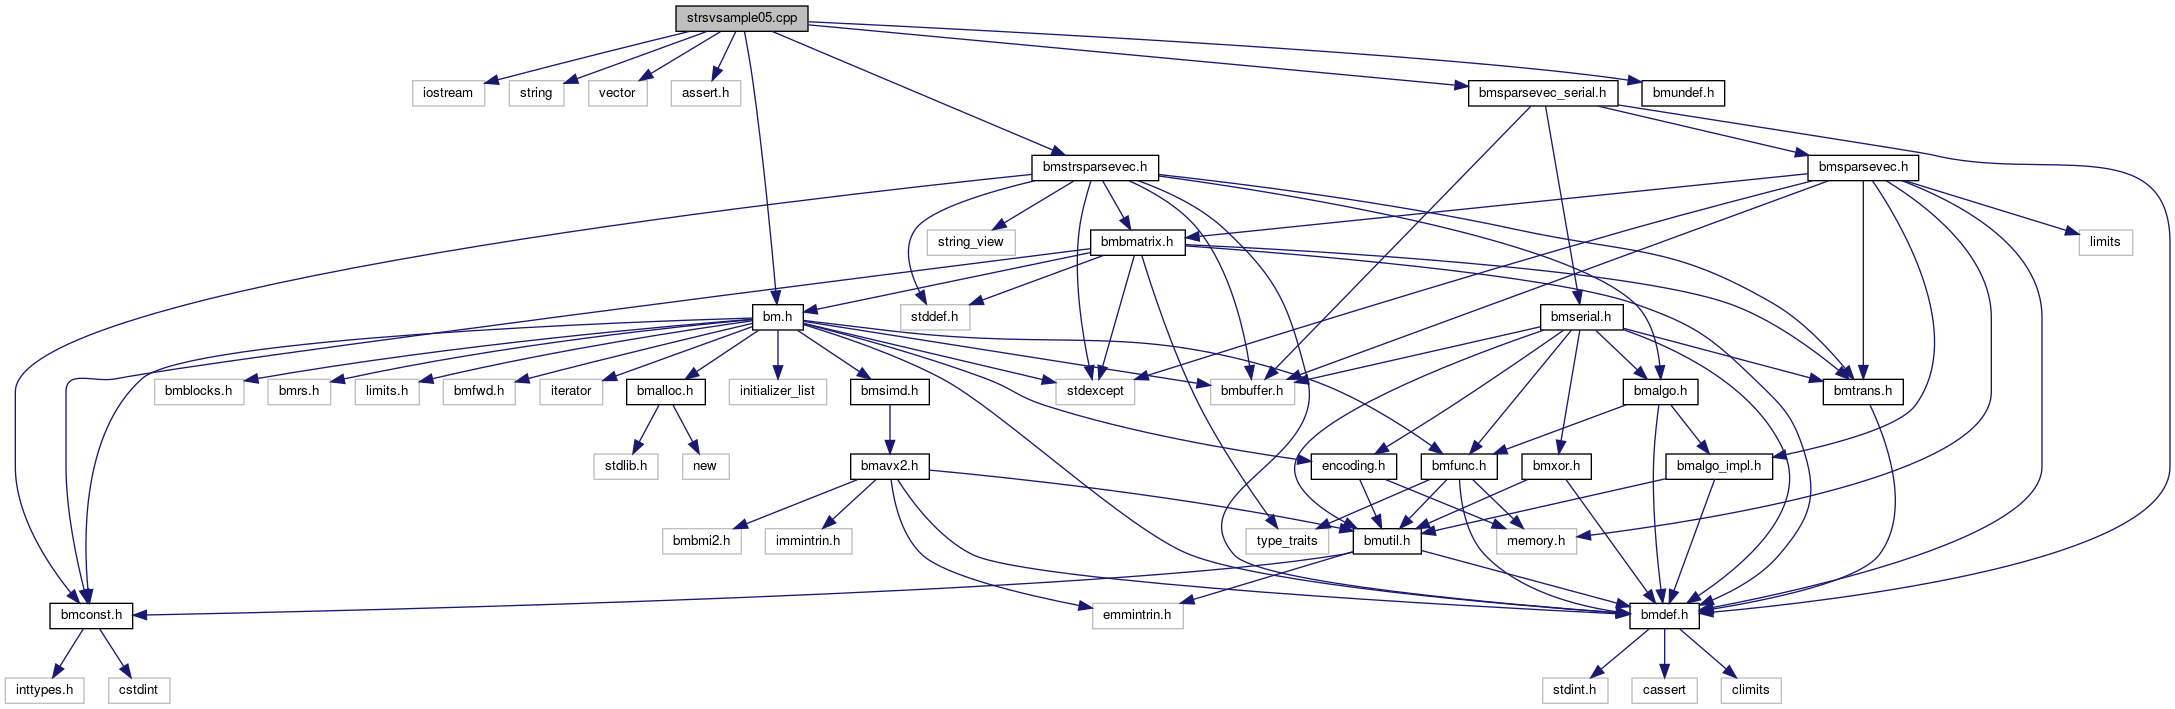 strsvsample05.cpp
iostream
string
vector
assert.h
bmsparsevec_serial.h
bmundef.h
bmstrsparsevec.h
bmsparsevec.h
string_view
bmbmatrix.h
limits
bm.h
stddef.h
bmserial.h
bmblocks.h
bmrs.h
limits.h
bmfwd.h
iterator
bmalloc.h
initializer_list
bmsimd.h
stdexcept
bmbuffer.h
bmalgo.h
bmtrans.h
stdlib.h
new
bmavx2.h
encoding.h
bmfunc.h
bmxor.h
bmalgo_impl.h
bmbmi2.h
immintrin.h
type_traits
bmutil.h
memory.h
bmconst.h
emmintrin.h
bmdef.h
inttypes.h
cstdint
stdint.h
cassert
climits